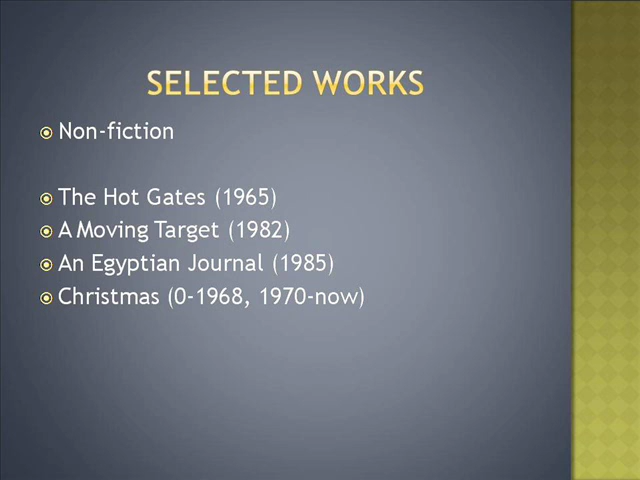 SELECTED WORKS
Non-fiction
The Hot Gates (1965)
A Moving Target (1982)
An Egyptian Journal (1985)
Christmas (0-1968, 1970-now)